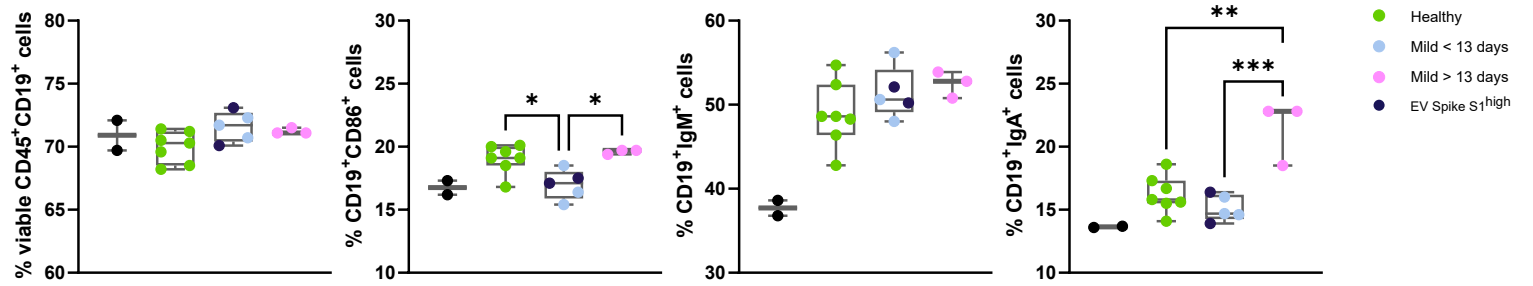 % viable CD45⁺CD19⁺ cells
80
75
70
65
60
% CD19⁺CD86⁺ cells
30
25
20
15
10
*
*
% CD19⁺IgM⁺ cells
60
50
40
30
% CD19⁺IgA⁺ cells
30
25
20
15
10
**
***
Healthy
Mild < 13 days
Mild > 13 days
EV Spike S1ʰⁱᵍʰ